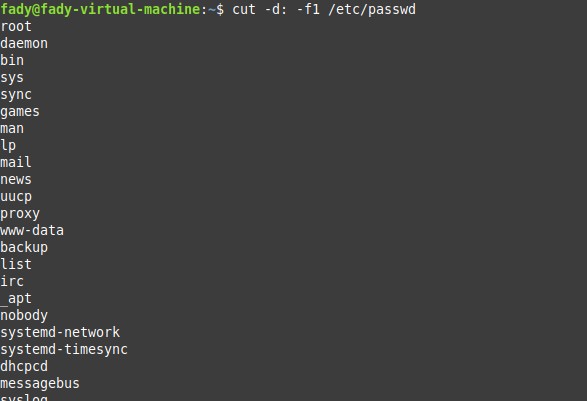 fady@fady-virtual-machine:~$ cut -d: -f1 /etc/passwd
root
daemon
bin
sys
sync
games
man
lp
mail
news
uucp
proxy
www-data
backup
list
irc
_apt
nobody
systemd-network
systemd-timesync
dhcpcd
messagebus
syslog